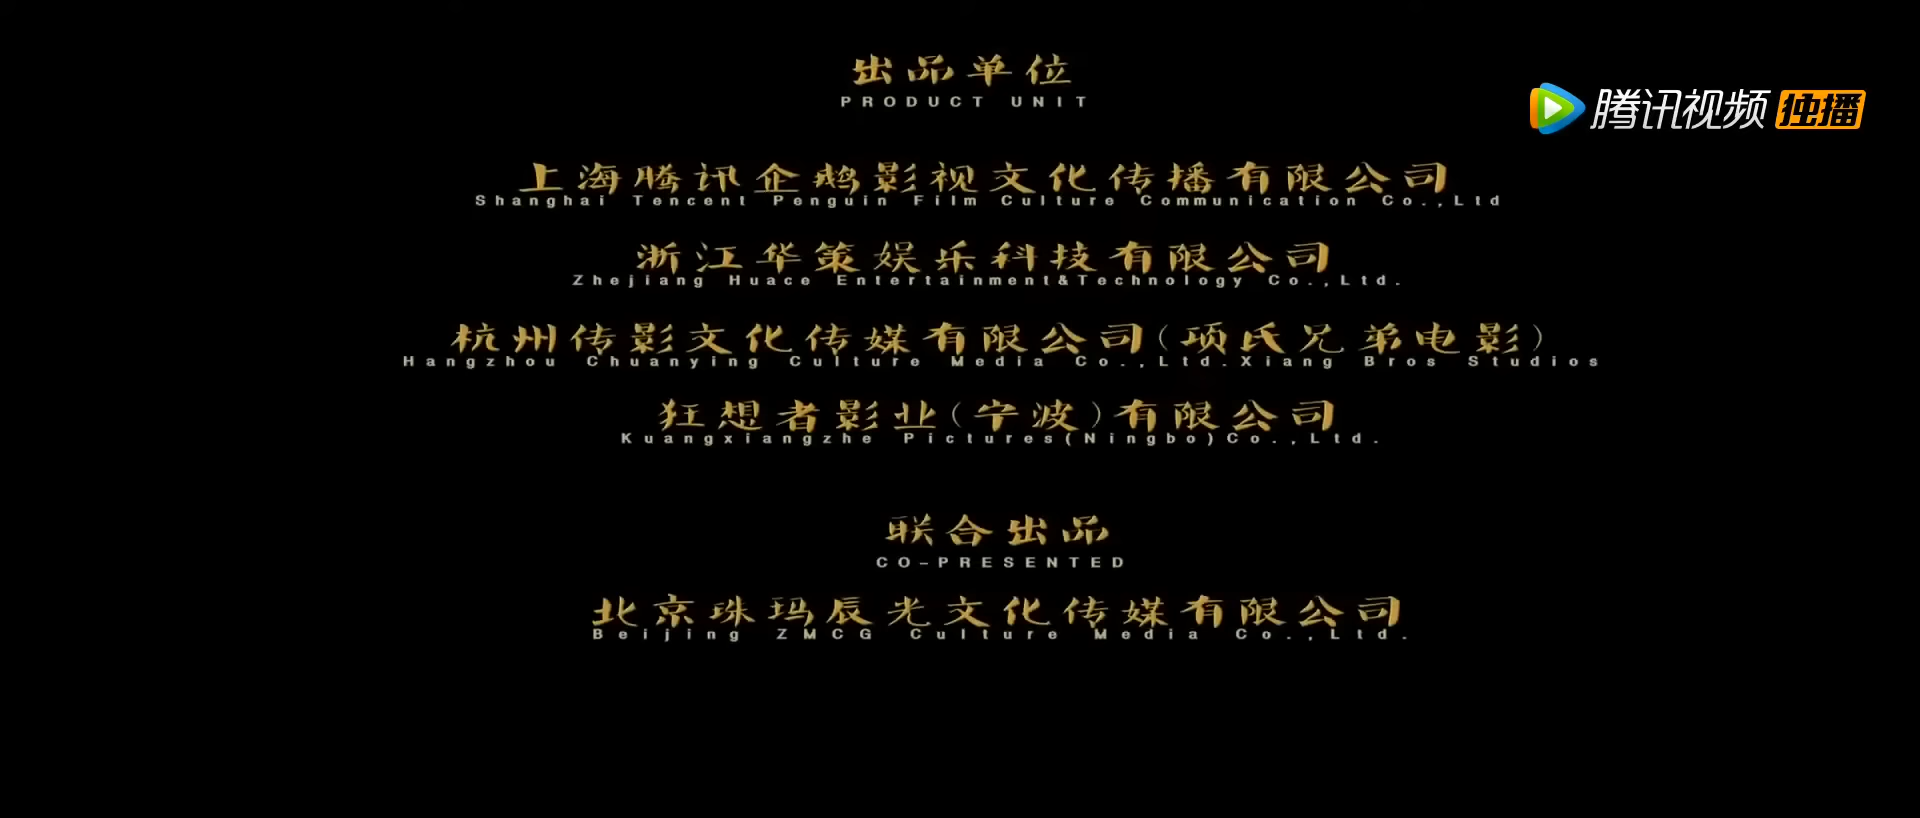 出品单位
PRODUCT UNIT
腾讯视频 独播
上海腾讯企鹅影视文化传播有限公司
Shanghai Tencent Penguin Film Culture Communication Co.,Ltd
浙江华策娱乐科技有限公司
Zhejiang Huace Entertainment&Technology Co.,Ltd.
杭州传影文化传媒有限公司(项氏兄弟电影)
Hangzhou Chuanying Culture Media Co.,Ltd.Xiang Bros Studios
狂想者影业(宁波)有限公司
Kuangxiangzhe Pictures(Ningbo)Co.,Ltd.
联合出品
CO-PRESENTED
北京珠玛辰光文化传媒有限公司
Beijing ZMCG Culture Media Co.,Ltd.